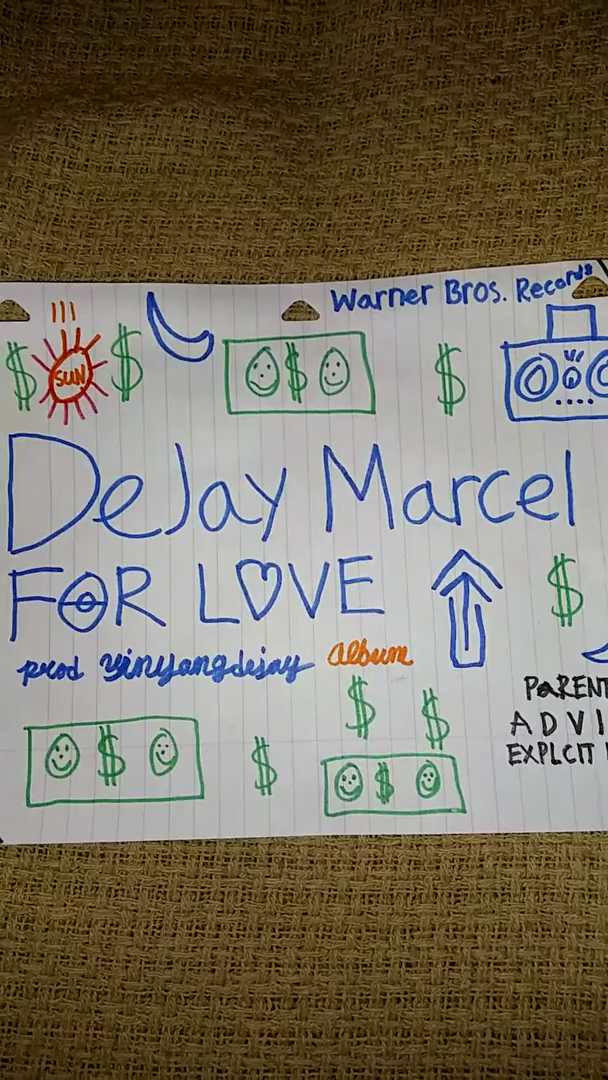 Warner Bros. Records
$ SUN $ $ $
DeJay Marcel
FOR LOVE
$
prod yinyangdejay album
PARENT
ADVI
EXPLCIT
$ $
$ $ $